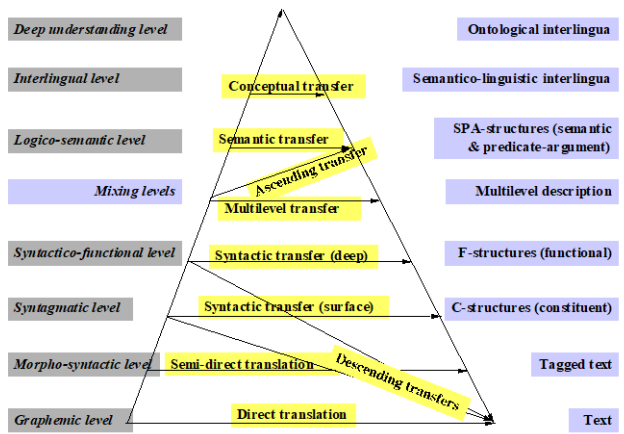 Deep understanding level
Ontological interlingua
Interlingual level
Conceptual transfer
Semantico-linguistic interlingua
Logico-semantic level
Semantic transfer
SPA-structures (semantic
& predicate-argument)
Ascending transfer
Mixing levels
Multilevel transfer
Multilevel description
Syntactico-functional level
Syntactic transfer (deep)
F-structures (functional)
Syntagmatic level
Syntactic transfer (surface)
C-structures (constituent)
Morpho-syntactic level
Semi-direct translation
Descending transfers
Tagged text
Graphemic level
Direct translation
Text